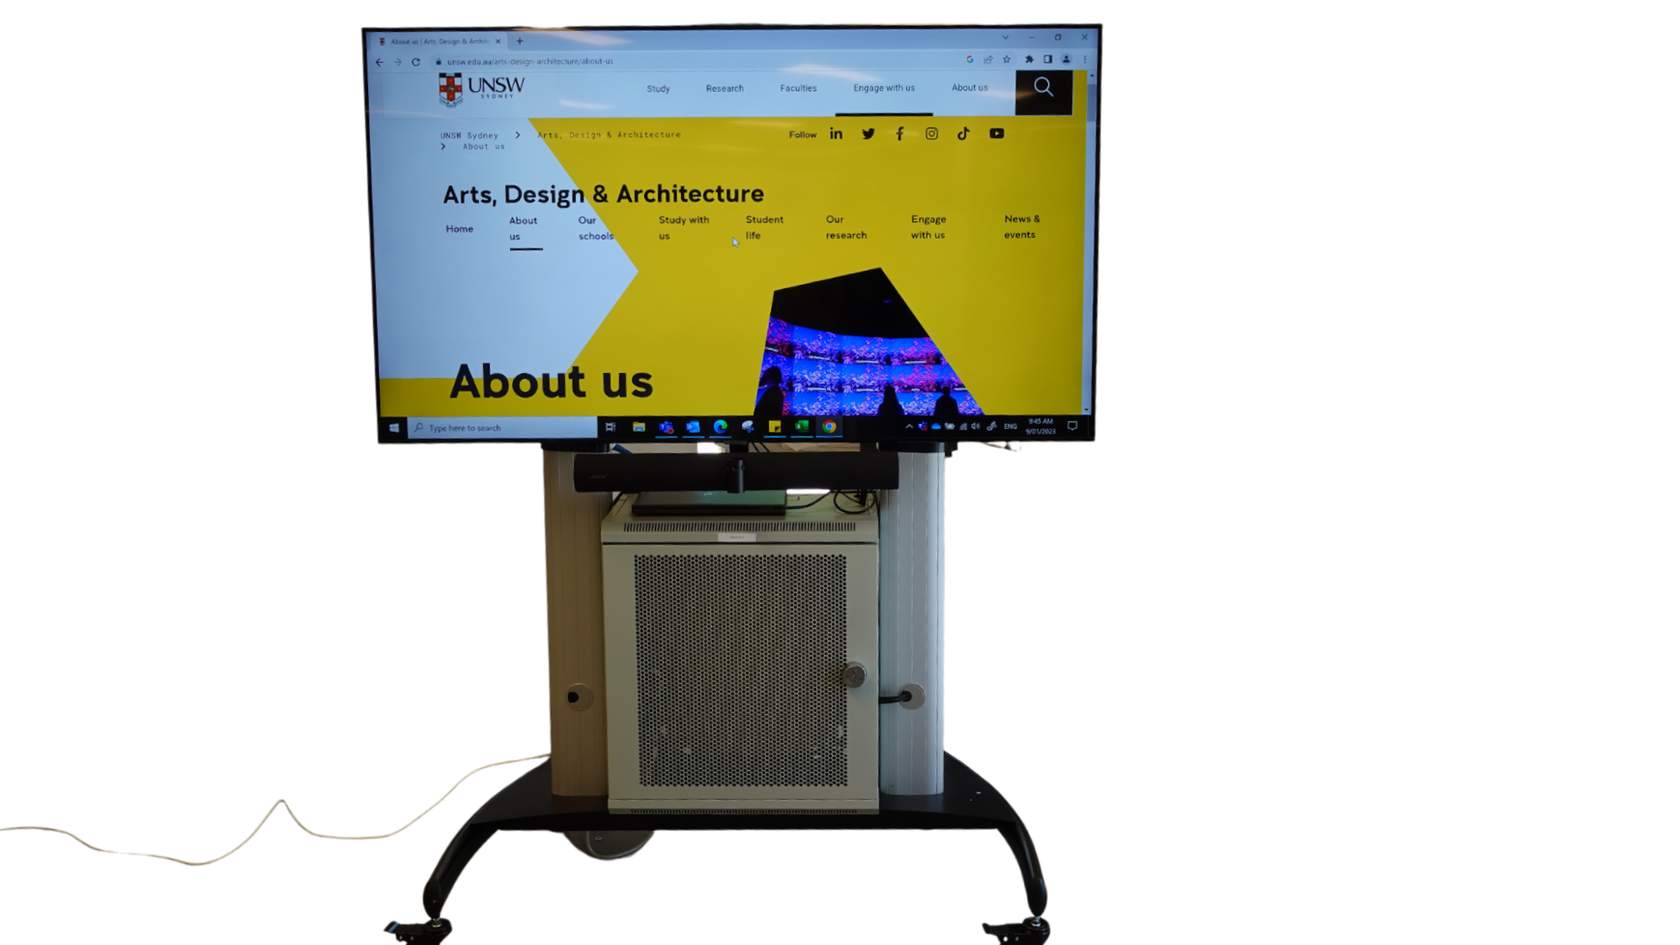 About us | Arts, Design & Archite
unsw.edu.au/arts-design-architecture/about-us
UNSW
SYDNEY
Study Research Faculties Engage with us About us
UNSW Sydney > Arts, Design & Architecture
> About us
Follow
Arts, Design & Architecture
Home About us Our schools Study with us Student life Our research Engage with us News & events
About us
Type here to search
ENG
9:45 AM
9/01/2023